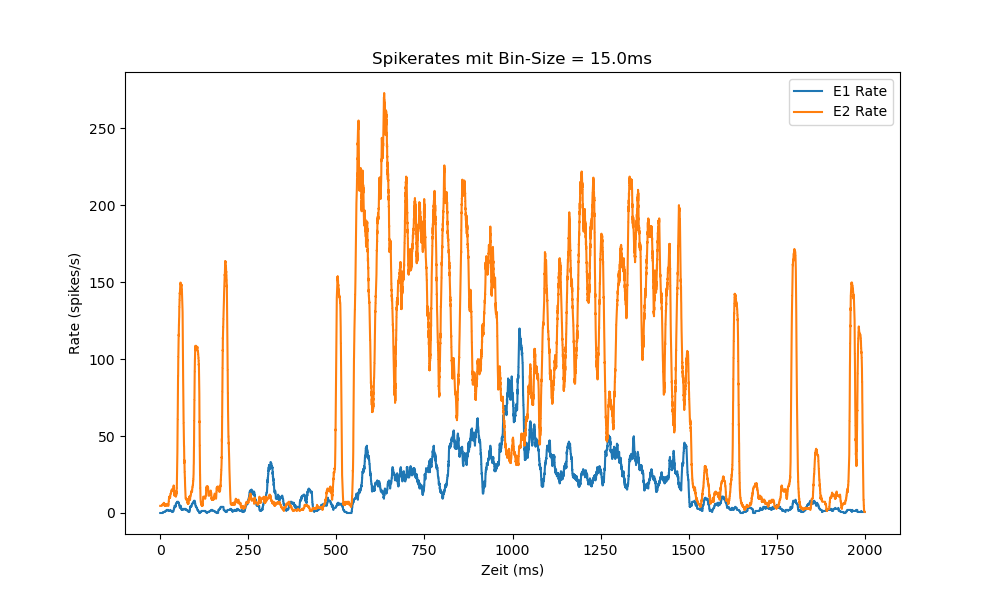 Spikerates mit Bin-Size = 15.0ms
E1 Rate
E2 Rate
250
200
150
100
50
0
Rate (spikes/s)
0 250 500 750 1000 1250 1500 1750 2000
Zeit (ms)